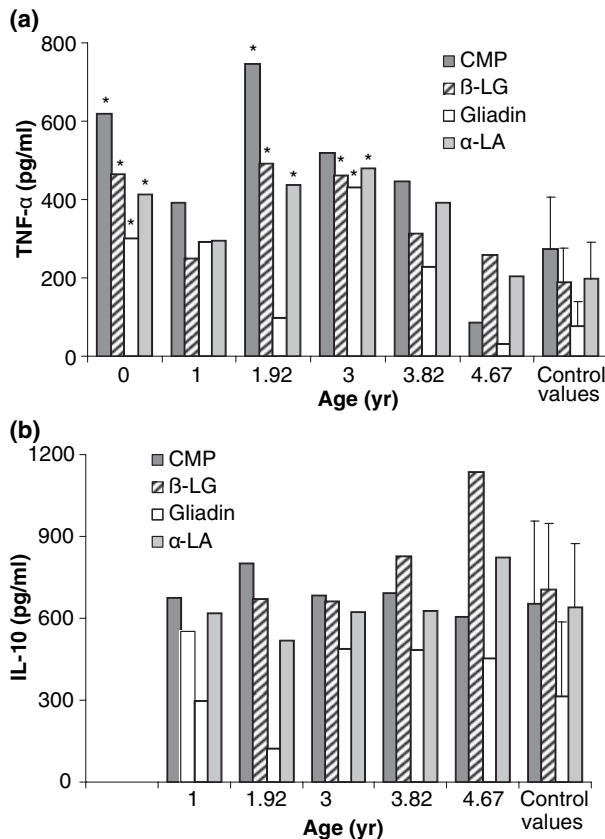 (a)
800
600
400
200
0
TNF-α (pg/ml)
* * * * * * * * * *
CMP
ß-LG
Gliadin
α-LA
0 1 1.92 3 3.82 4.67 Control
values
Age (yr)
(b)
1200
900
600
300
0
IL-10 (pg/ml)
CMP
ß-LG
Gliadin
α-LA
1 1.92 3 3.82 4.67 Control
values
Age (yr)